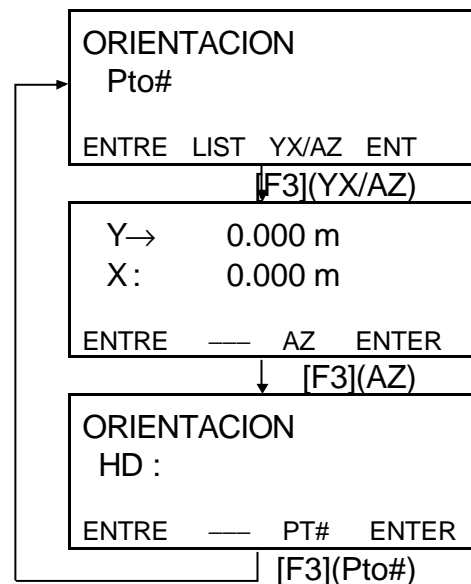 ORIENTACION
Pto#
ENTRE LIST YX/AZ ENT
[F3](YX/AZ)
Y→ 0.000 m
X : 0.000 m
ENTRE --- AZ ENTER
[F3](AZ)
ORIENTACION
HD :
ENTRE --- PT# ENTER
[F3](Pto#)